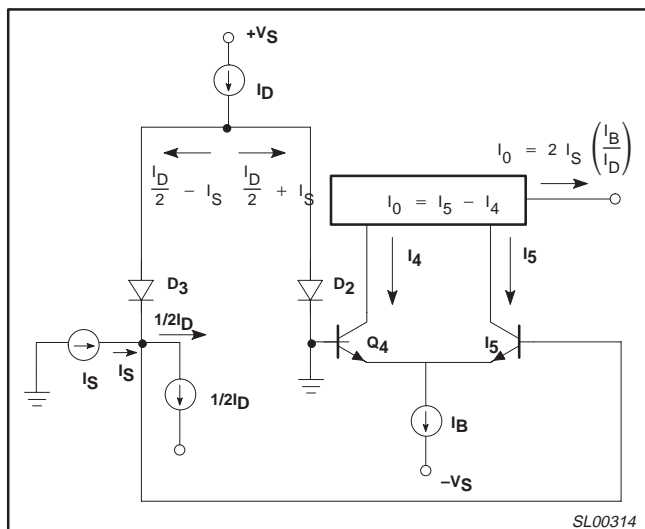 +VS
ID
ID/2 − IS
ID/2 + IS
I0 = 2 IS (IB/ID)
I0 = I5 − I4
I4
I5
D3
D2
1/2ID
Q4
I5
IS
IS
1/2ID
IB
−VS
SL00314